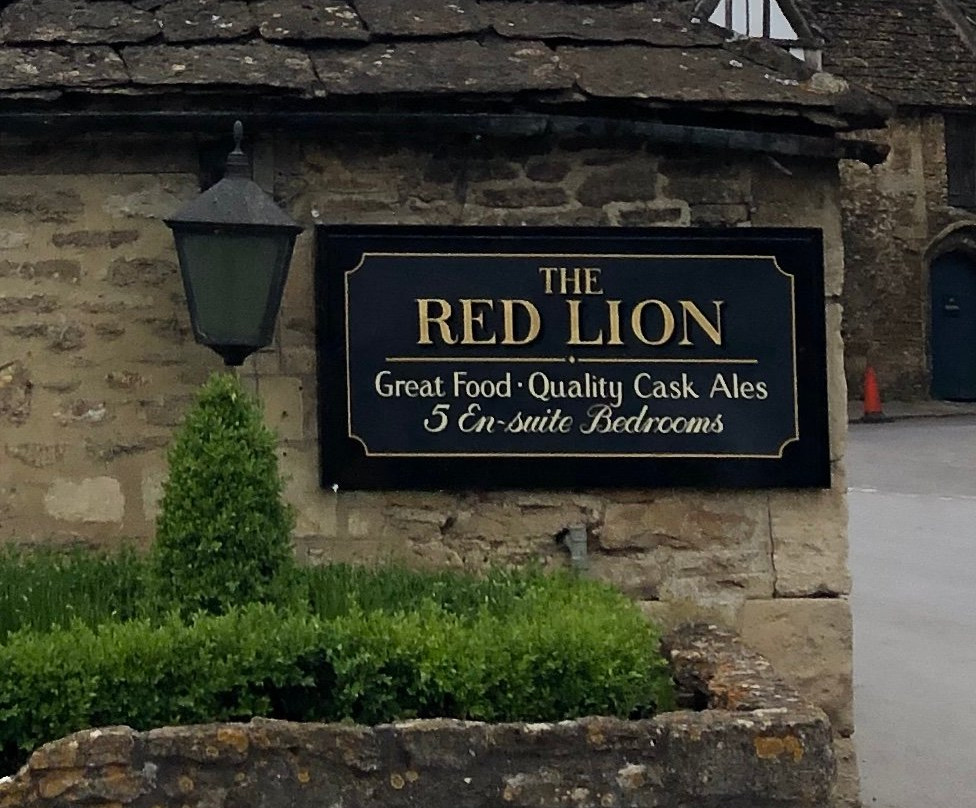 THE
RED LION
Great Food · Quality Cask Ales
5 En-suite Bedrooms